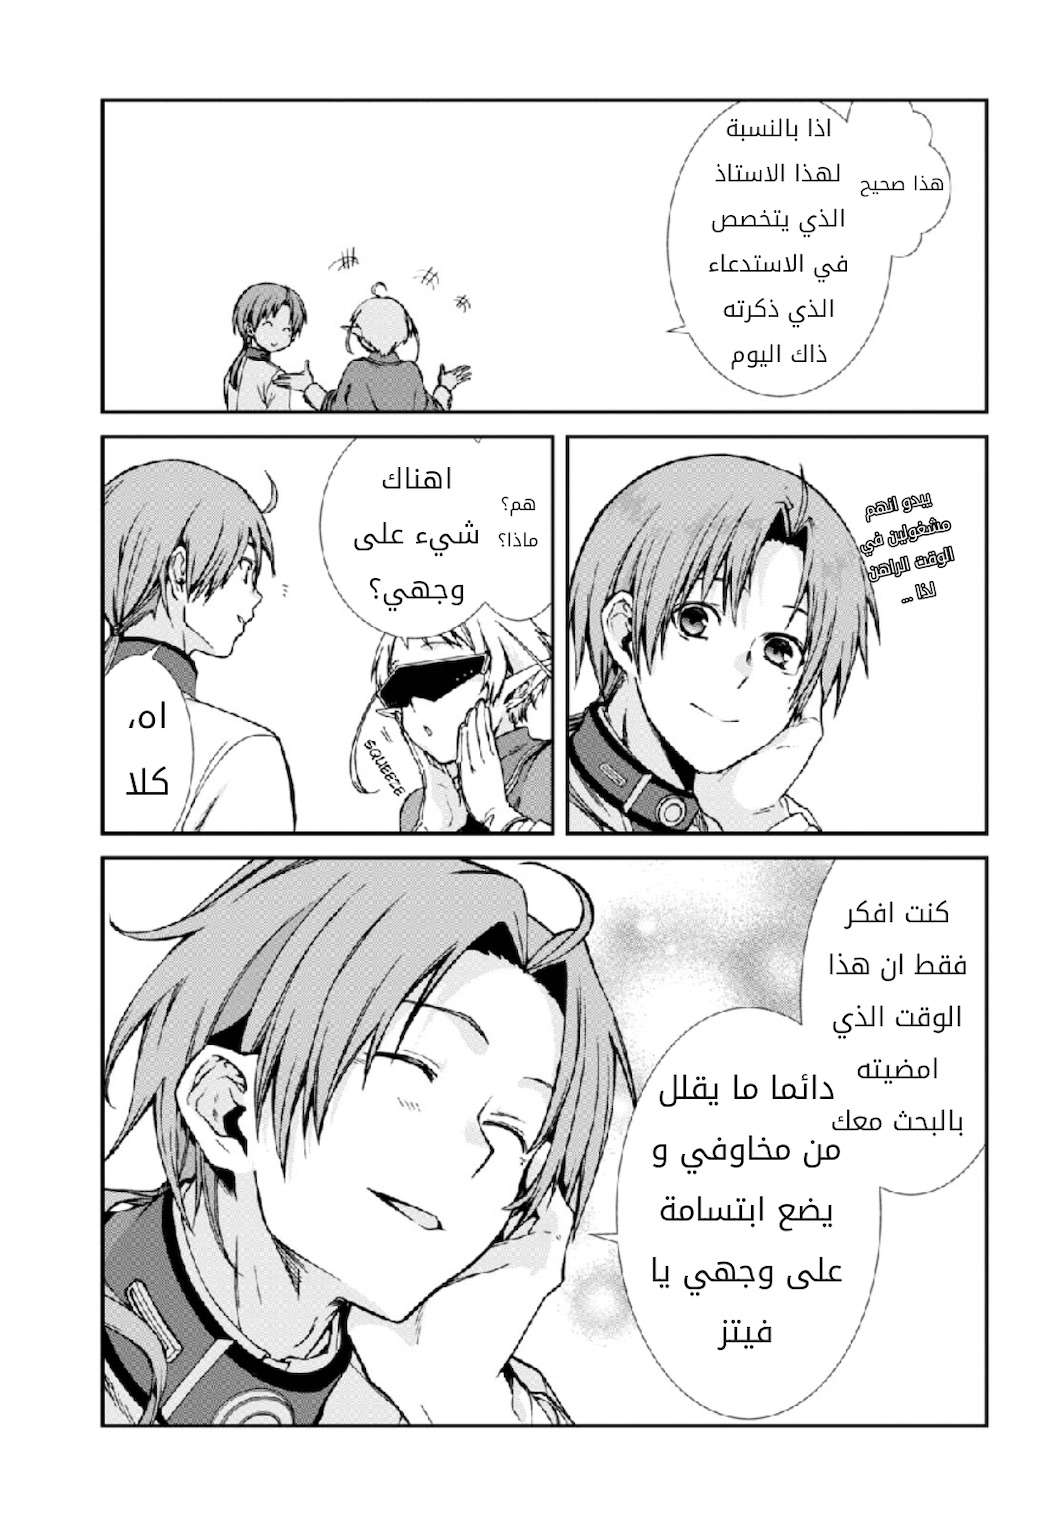 هذا صحيح
اذا بالنسبة
لهذا الاستاذ
الذي يتخصص
في الاستدعاء
الذي ذكرته
ذاك اليوم
يبدو انهم
مشغولين في
الوقت الراهن
لذا ...
هم؟
ماذا؟
اهناك
شيء على
وجهي؟
SQUEEZE
اه،
كلا
كنت افكر
فقط ان هذا
الوقت الذي
امضيته
بالبحث معك
دائما ما يقلل
من مخاوفي و
يضع ابتسامة
على وجهي يا
فيتز